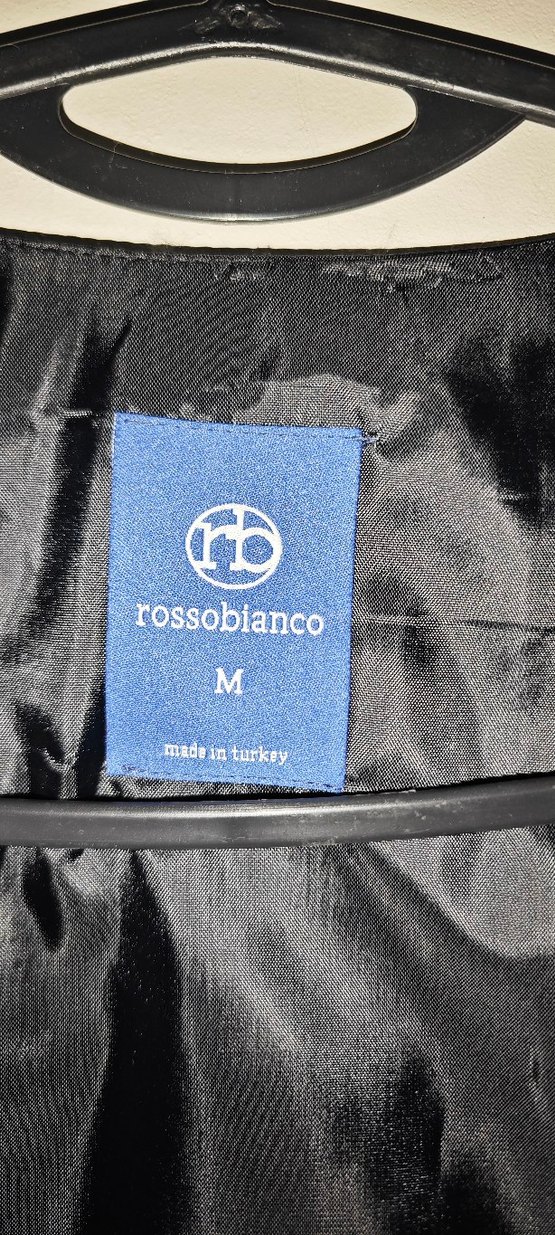 rb
rossobianco
M
made in turkey